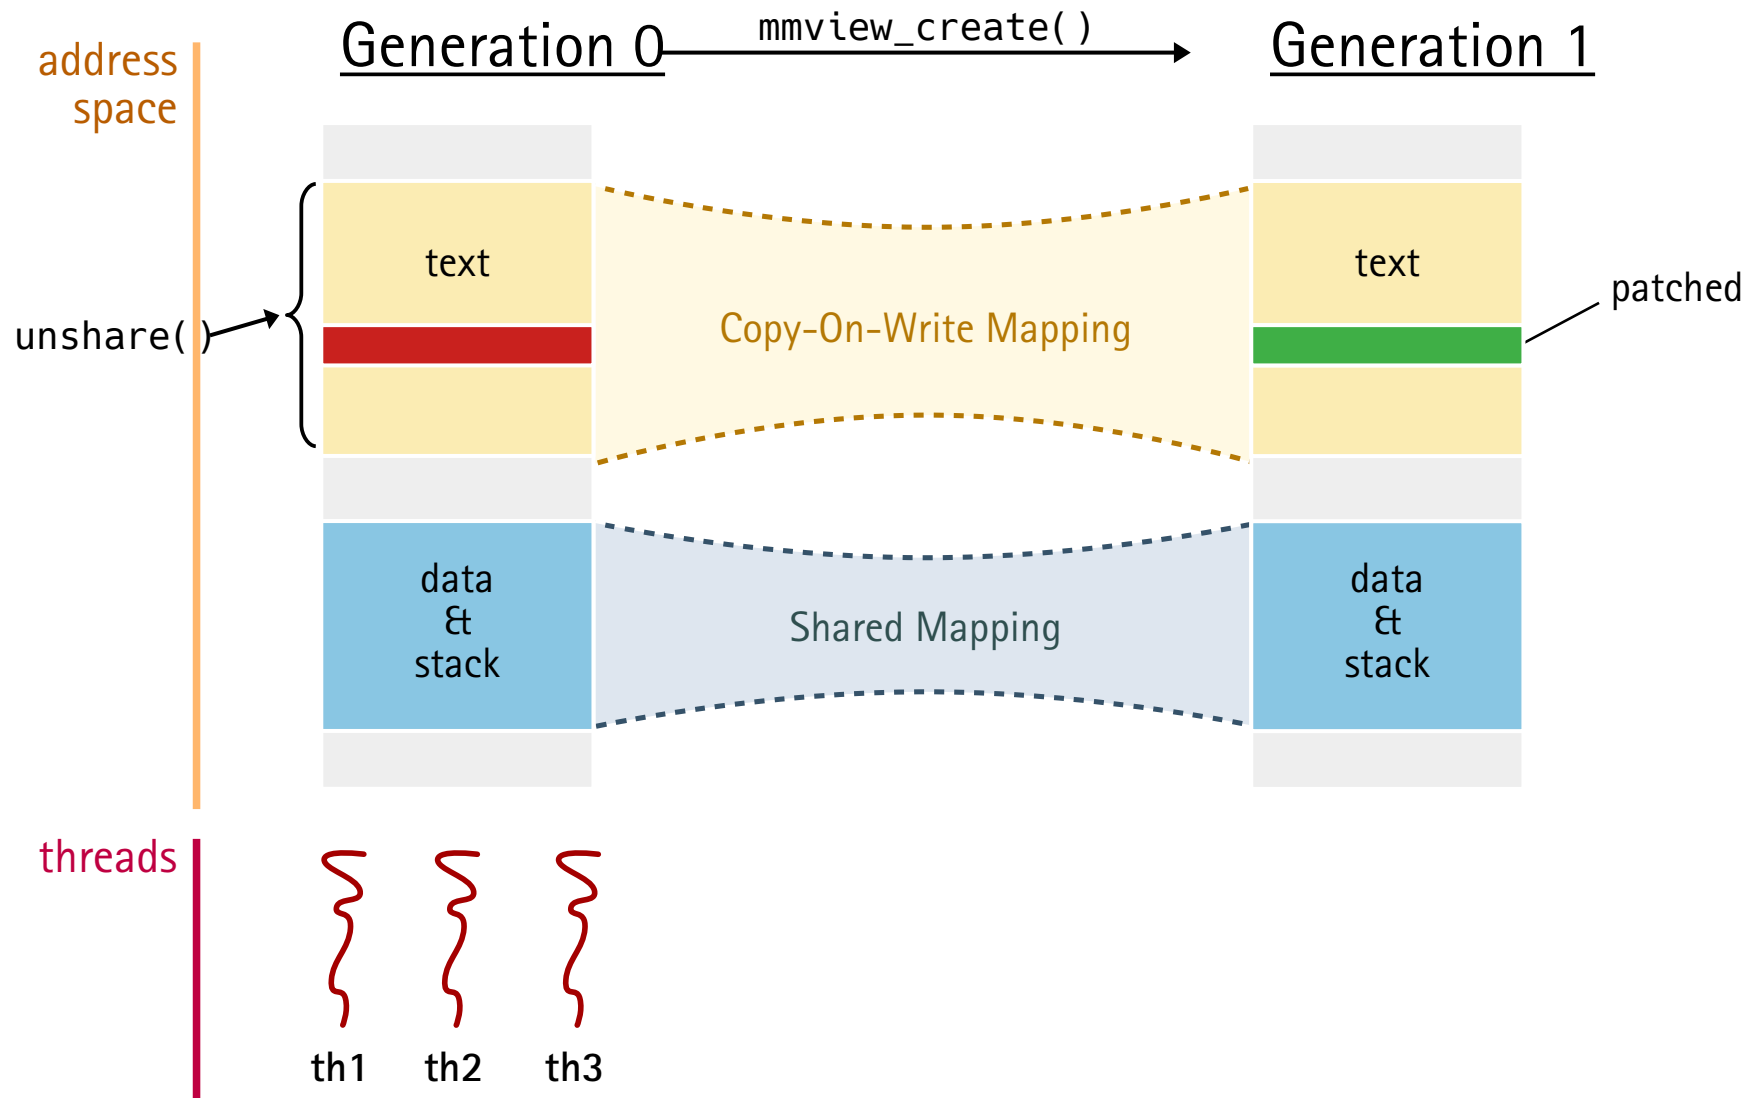 address
space
Generation 0
mmview_create()
Generation 1
text
text
patched
unshare()
Copy-On-Write Mapping
data
&
stack
Shared Mapping
data
&
stack
threads
th1
th2
th3